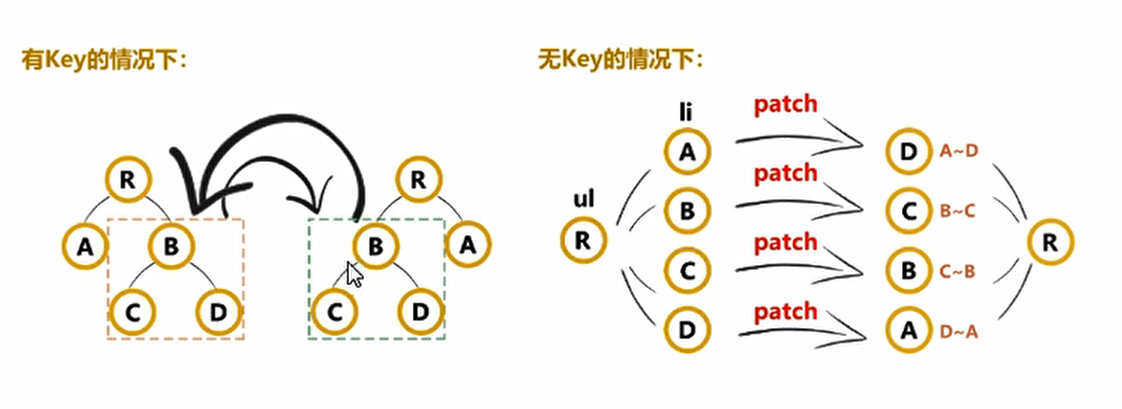 有Key的情况下:
R
A
B
C
D
R
B
A
C
D
无Key的情况下:
ul
R
li
A
patch
D
A~D
B
patch
C
B~C
C
patch
B
C~B
D
patch
A
D~A
R